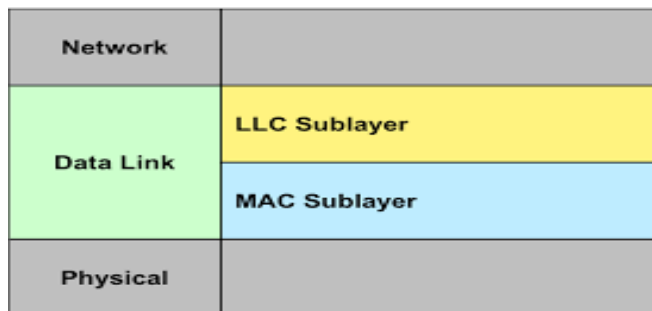 Network
LLC Sublayer
Data Link
MAC Sublayer
Physical